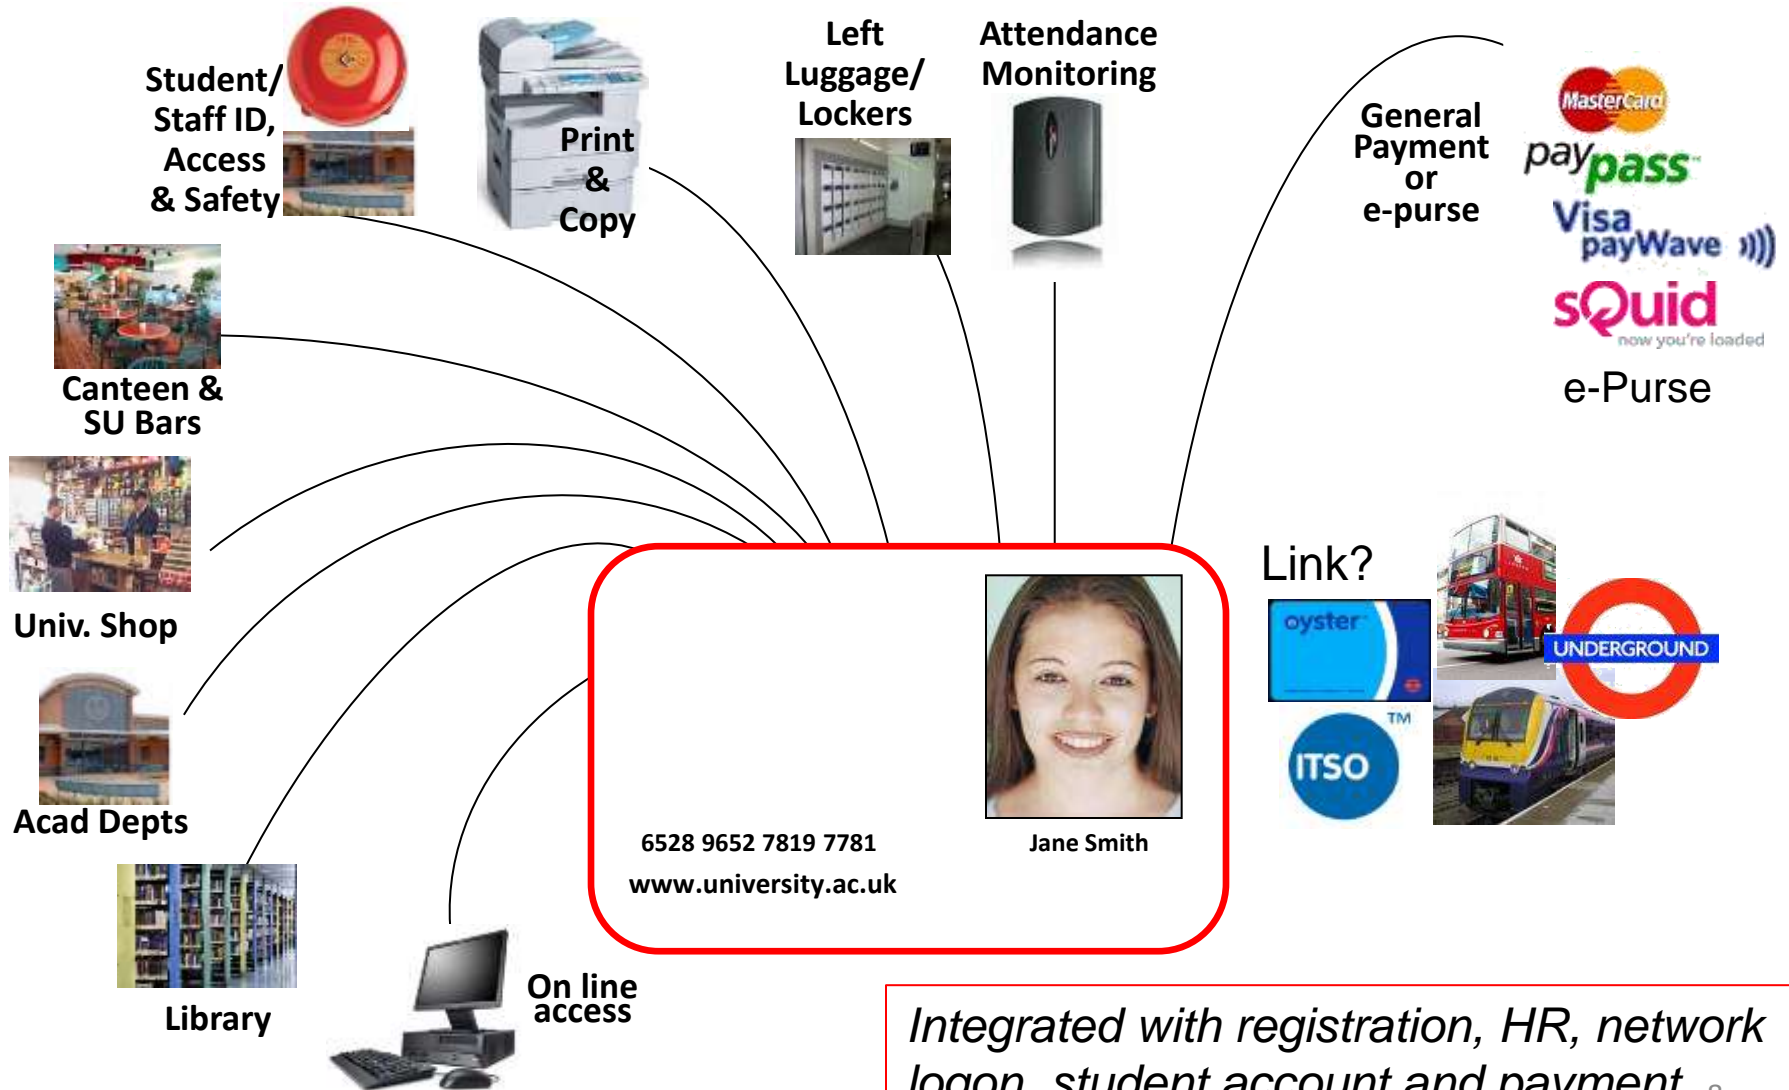 Student/
Staff ID,
Access
& Safety
Print
&
Copy
Left
Luggage/
Lockers
Attendance
Monitoring
General
Payment
or
e-purse
MasterCard
paypass™
Visa
payWave
sQuid
now you're loaded
e-Purse
Canteen &
SU Bars
Univ. Shop
Acad Depts
Library
On line
access
Link?
oyster
UNDERGROUND
ITSO
TM
6528 9652 7819 7781
Jane Smith
www.university.ac.uk
Integrated with registration, HR, network
logon, student account and payment